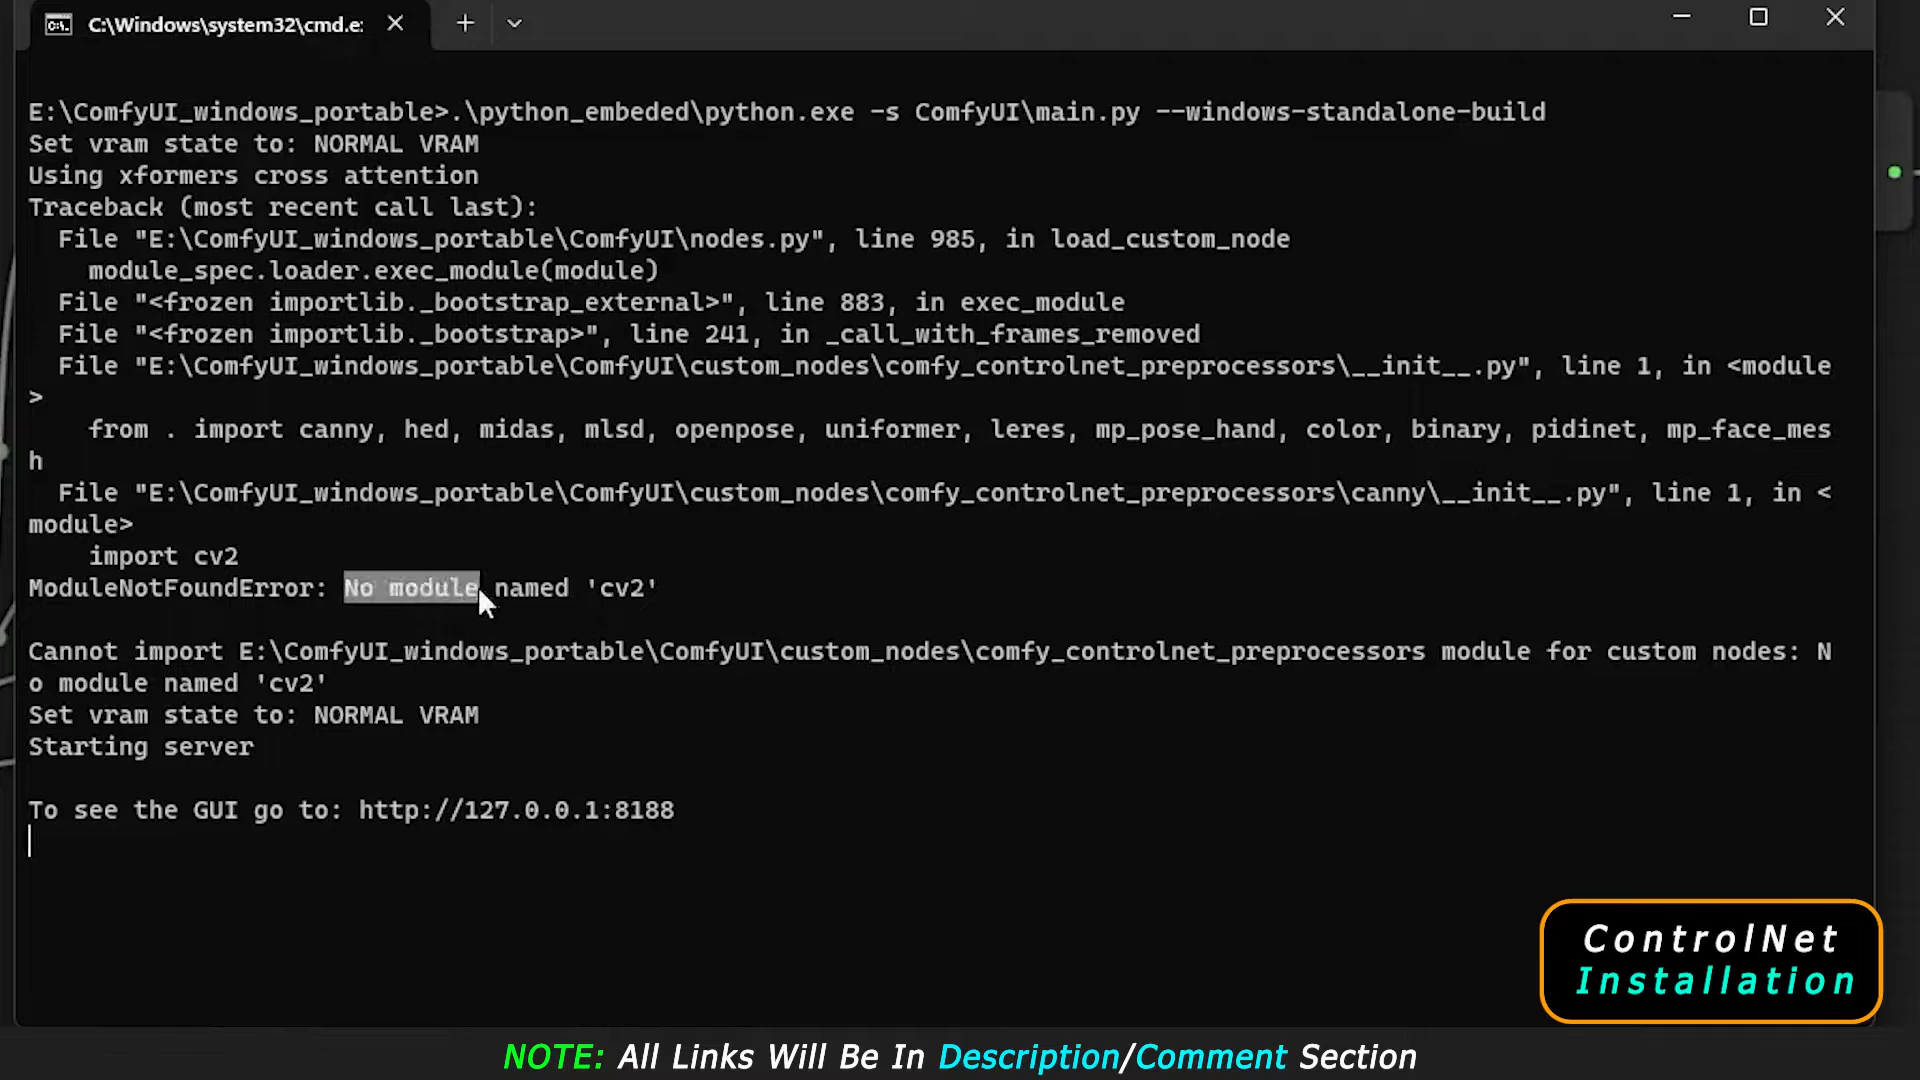 C:\Windows\system32\cmd.e:
E:\ComfyUI_windows_portable>.\python_embeded\python.exe -s ComfyUI\main.py --windows-standalone-build
Set vram state to: NORMAL VRAM
Using xformers cross attention
Traceback (most recent call last):
  File "E:\ComfyUI_windows_portable\ComfyUI\nodes.py", line 985, in load_custom_node
    module_spec.loader.exec_module(module)
  File "<frozen importlib._bootstrap_external>", line 883, in exec_module
  File "<frozen importlib._bootstrap>", line 241, in _call_with_frames_removed
  File "E:\ComfyUI_windows_portable\ComfyUI\custom_nodes\comfy_controlnet_preprocessors\__init__.py", line 1, in <module
>
    from . import canny, hed, midas, mlsd, openpose, uniformer, leres, mp_pose_hand, color, binary, pidinet, mp_face_mes
h
  File "E:\ComfyUI_windows_portable\ComfyUI\custom_nodes\comfy_controlnet_preprocessors\canny\__init__.py", line 1, in <
module>
    import cv2
ModuleNotFoundError: No module named 'cv2'
Cannot import E:\ComfyUI_windows_portable\ComfyUI\custom_nodes\comfy_controlnet_preprocessors module for custom nodes: N
o module named 'cv2'
Set vram state to: NORMAL VRAM
Starting server
To see the GUI go to: http://127.0.0.1:8188
ControlNet
Installation
NOTE: All Links Will Be In Description/Comment Section